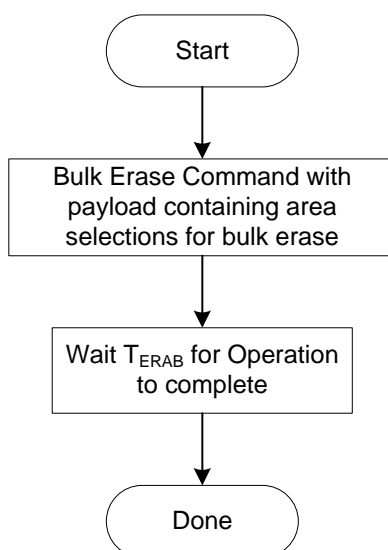 Start
Bulk Erase Command with
payload containing area
selections for bulk erase
Wait TERAB for Operation
to complete
Done